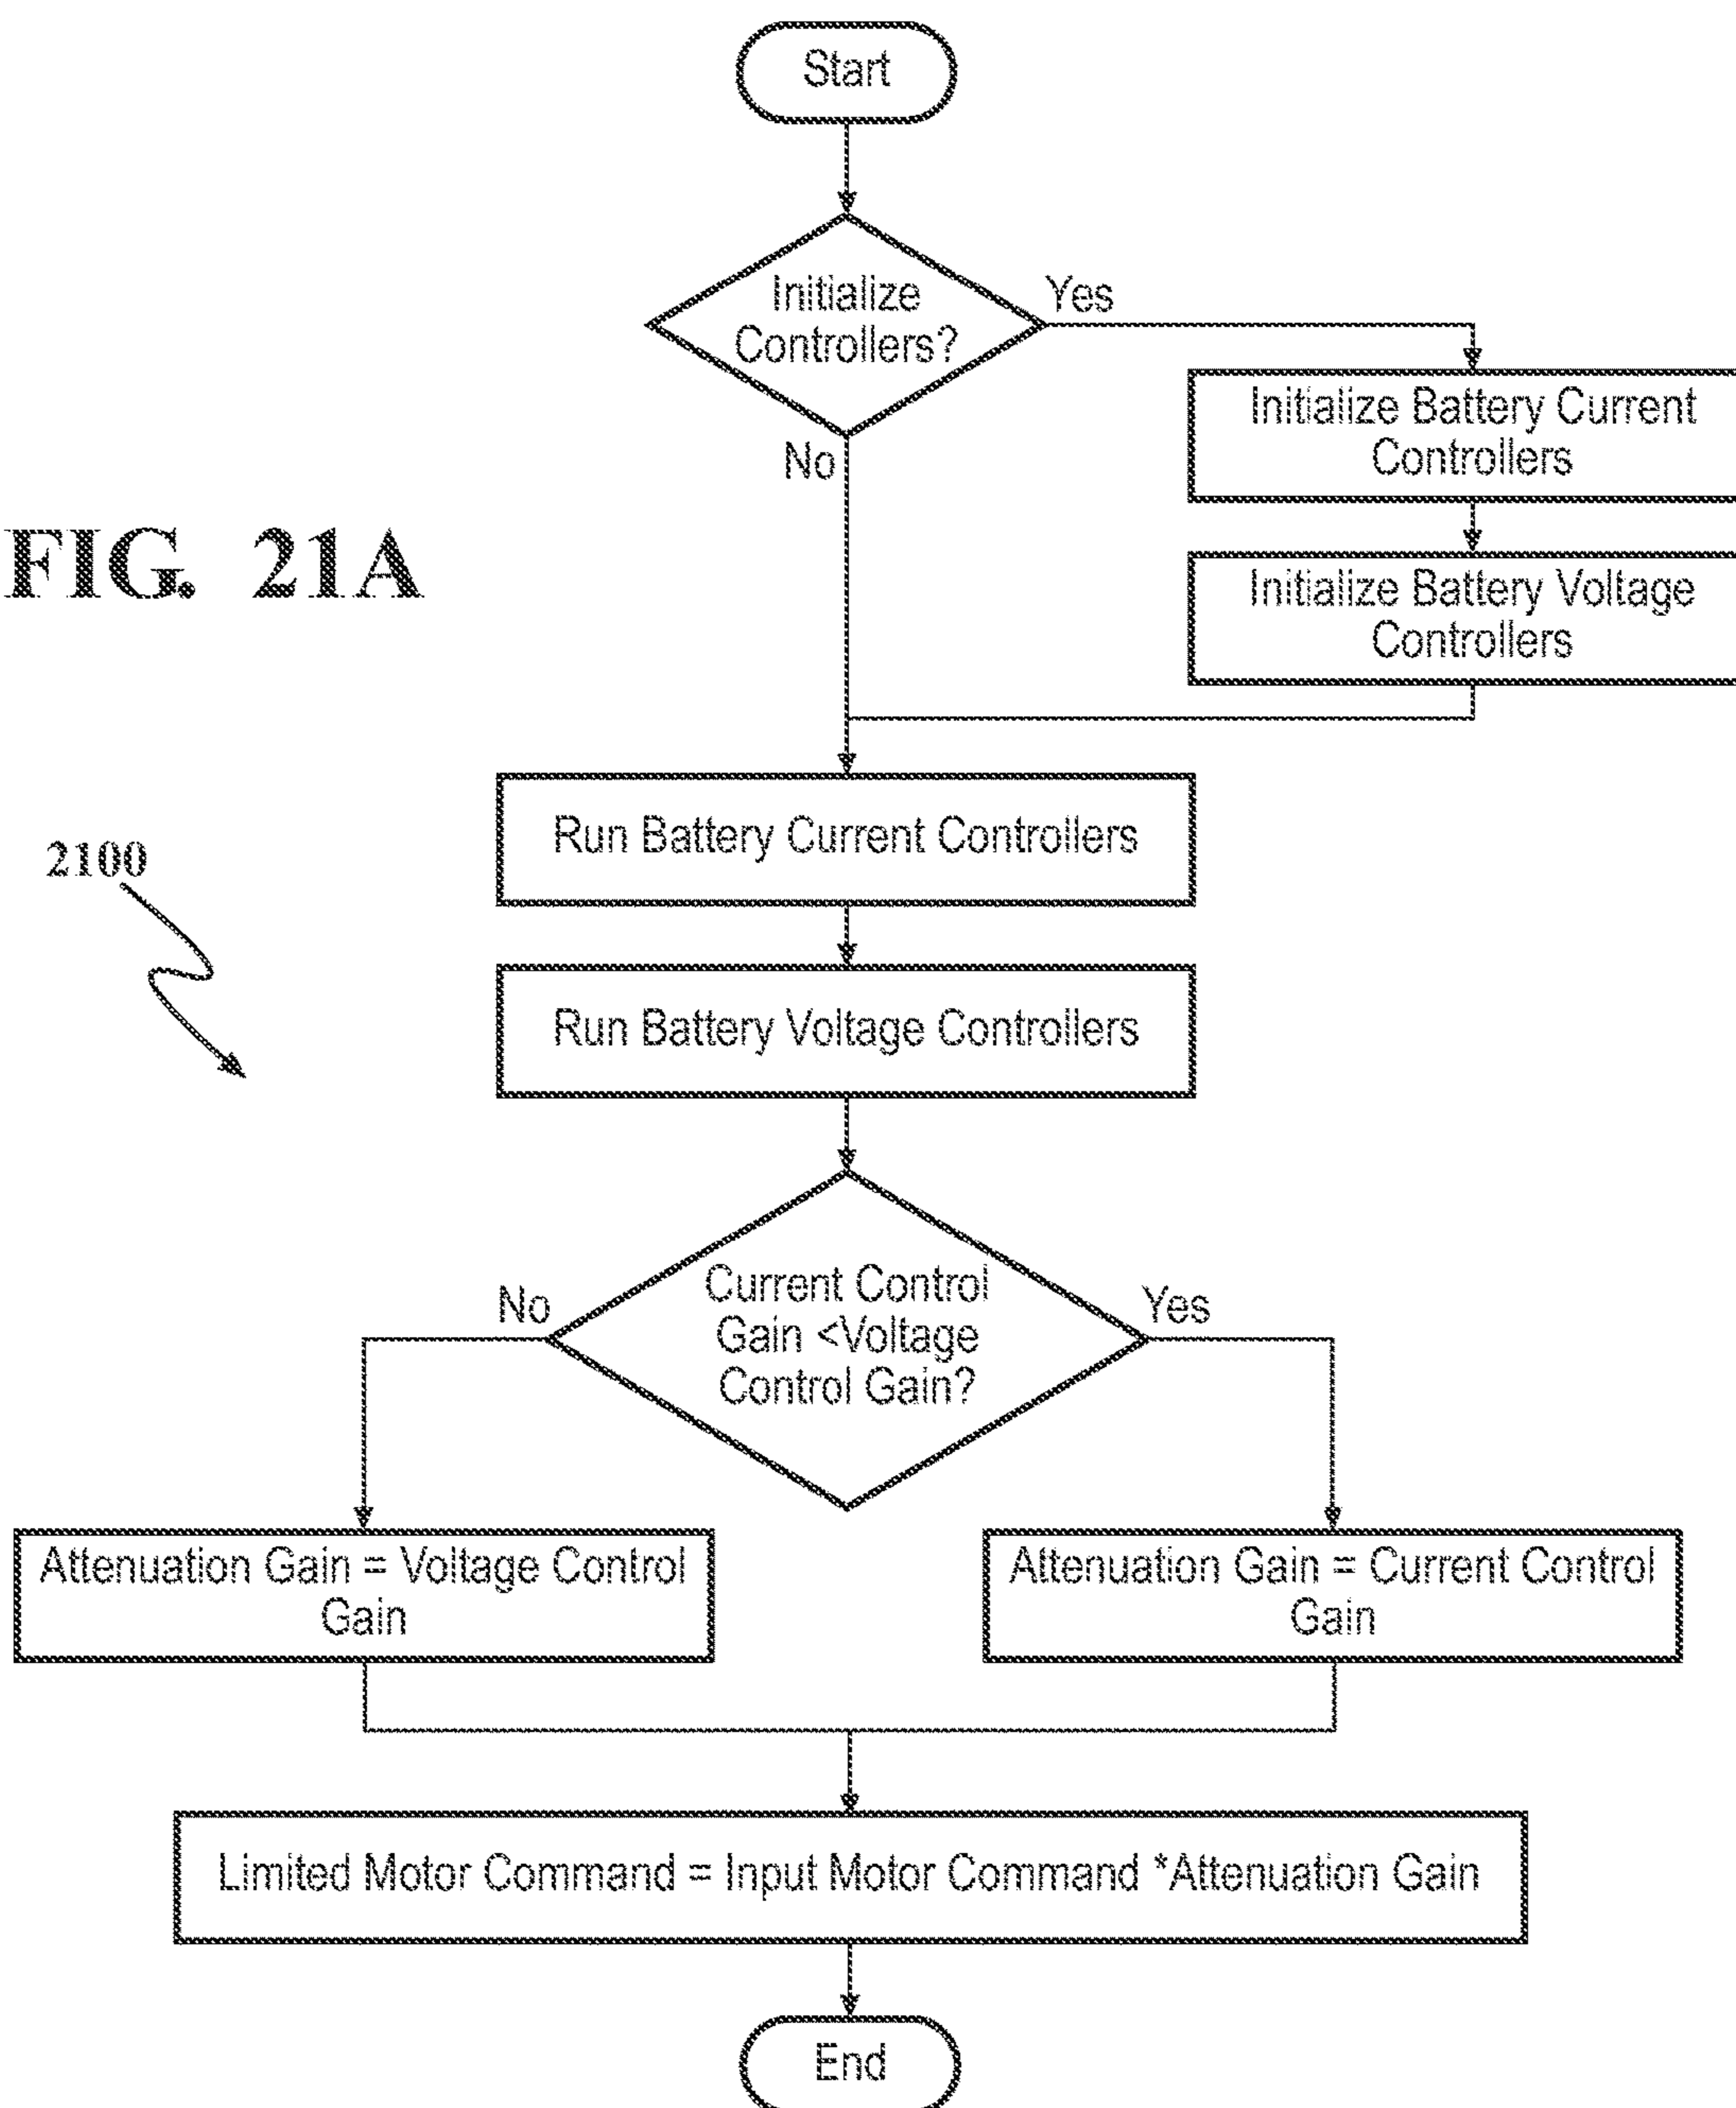 Start
Initialize
Controllers?
Yes
No
Initialize Battery Current
Controllers
FIG. 21A
Initialize Battery Voltage
Controllers
Run Battery Current Controllers
2100
Run Battery Voltage Controllers
Current Control
Gain <Voltage
Control Gain?
No
Yes
Attenuation Gain = Voltage Control
Gain
Attenuation Gain = Current Control
Gain
Limited Motor Command = Input Motor Command *Attenuation Gain
End